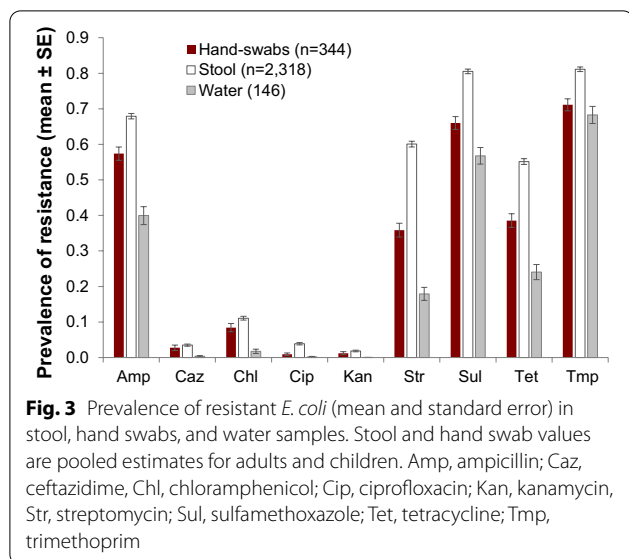 Prevalence of resistance (mean ± SE)
0.9
0.8
0.7
0.6
0.5
0.4
0.3
0.2
0.1
0.0
Hand-swabs (n=344)
Stool (n=2,318)
Water (146)
Amp Caz Chl Cip Kan Str Sul Tet Tmp
Fig. 3 Prevalence of resistant E. coli (mean and standard error) in
stool, hand swabs, and water samples. Stool and hand swab values
are pooled estimates for adults and children. Amp, ampicillin; Caz,
ceftazidime, Chl, chloramphenicol; Cip, ciprofloxacin; Kan, kanamycin,
Str, streptomycin; Sul, sulfamethoxazole; Tet, tetracycline; Tmp,
trimethoprim